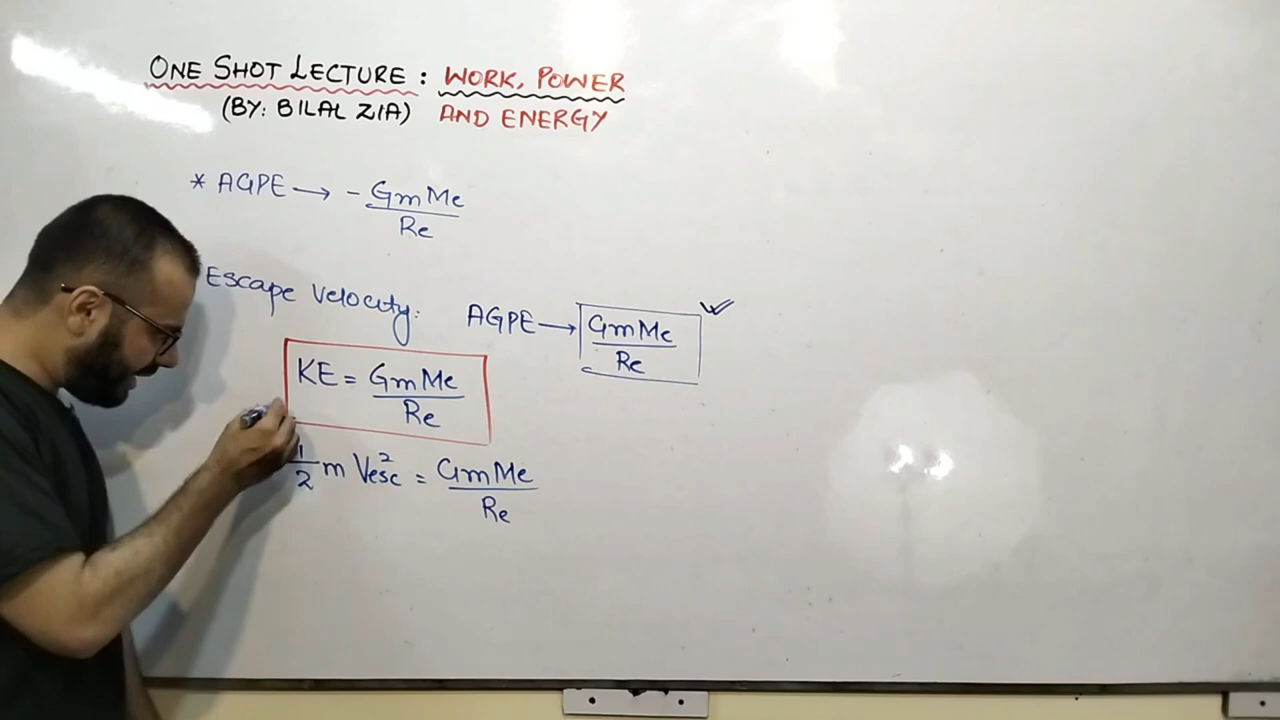 ONE SHOT LECTURE : WORK, POWER
(BY: BILAL ZIA) AND ENERGY
* AGPE → - GmMe / Re
Escape Velocity:
AGPE → GmMe / Re
KE = GmMe / Re
1/2 m Vesc² = GmMe / Re